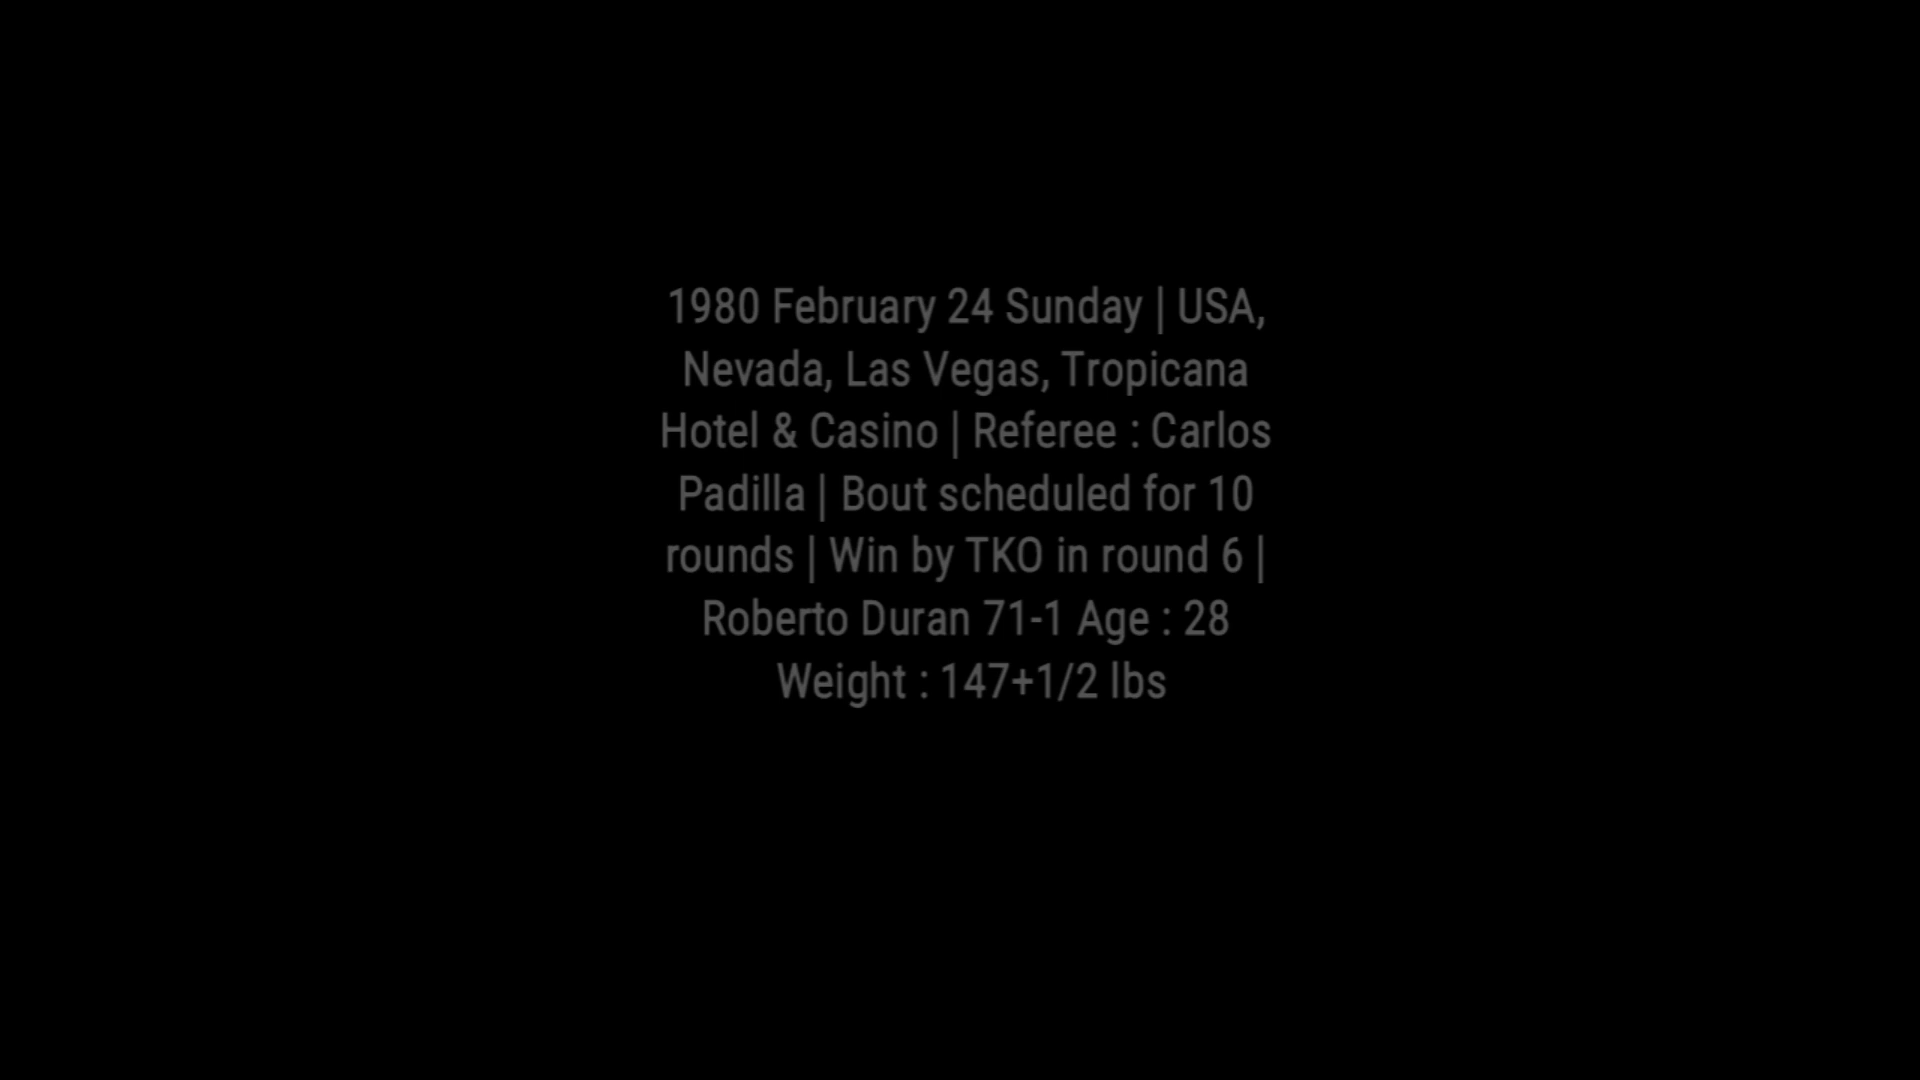 1980 February 24 Sunday | USA,
Nevada, Las Vegas, Tropicana
Hotel & Casino | Referee : Carlos
Padilla | Bout scheduled for 10
rounds | Win by TKO in round 6 |
Roberto Duran 71-1 Age : 28
Weight : 147+1/2 lbs